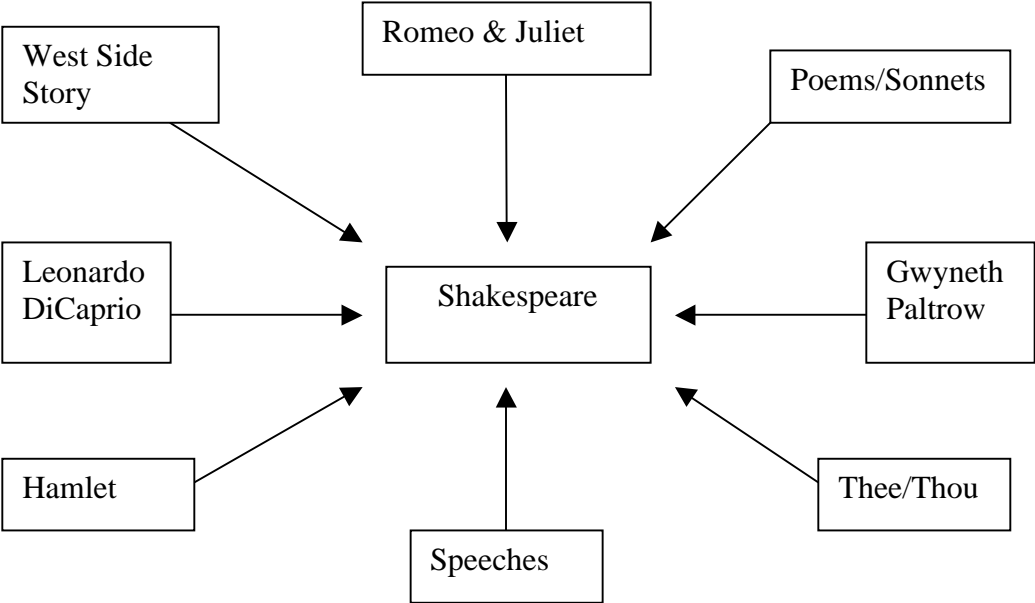 Romeo & Juliet
West Side
Story
Poems/Sonnets
Leonardo
DiCaprio
Shakespeare
Gwyneth
Paltrow
Hamlet
Thee/Thou
Speeches